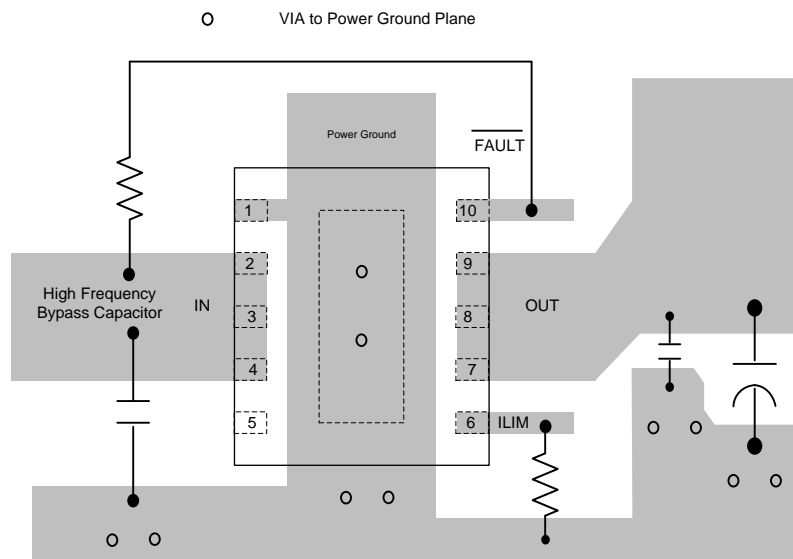 VIA to Power Ground Plane
Power Ground
FAULT
1
10
2
9
High Frequency
Bypass Capacitor
IN
3
8
OUT
4
7
5
6
ILIM